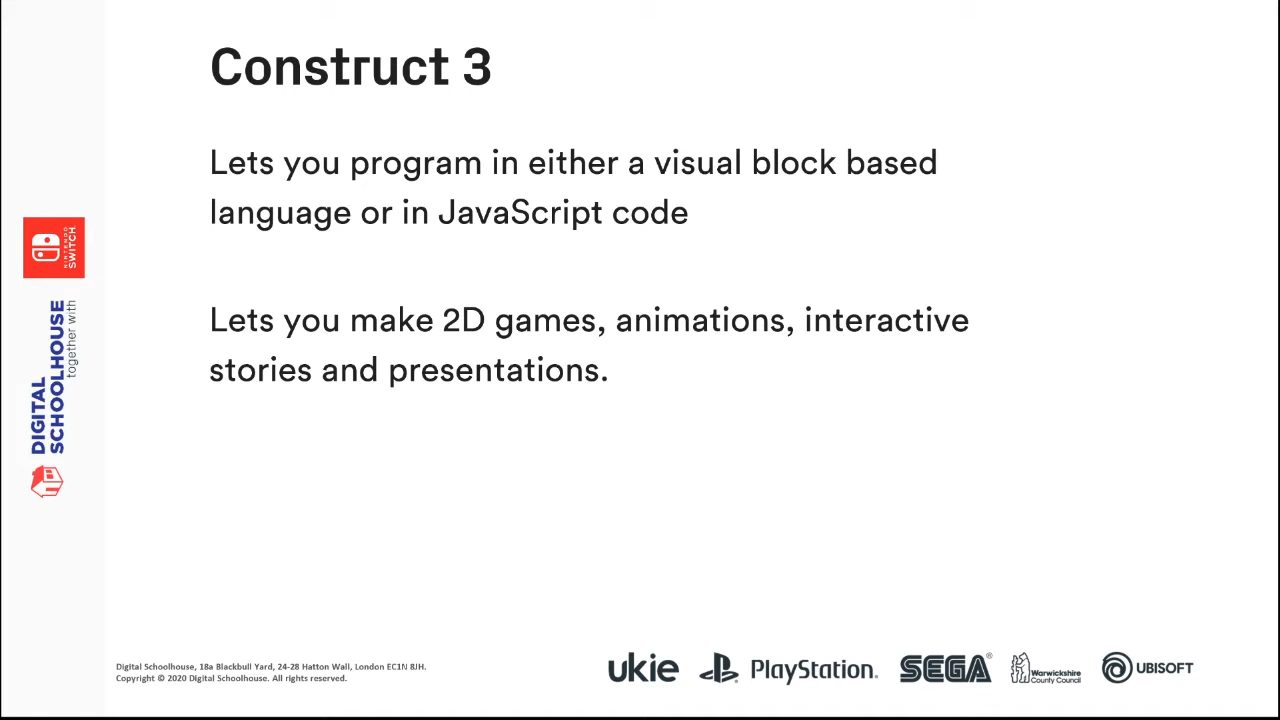 Construct 3
Lets you program in either a visual block based
language or in JavaScript code
Lets you make 2D games, animations, interactive
stories and presentations.
NINTENDO
SWITCH
DIGITAL
SCHOOLHOUSE
together with
Digital Schoolhouse, 18a Blackbull Yard, 24-28 Hatton Wall, London EC1N 8JH.
Copyright © 2020 Digital Schoolhouse. All rights reserved.
ukie
PlayStation.
SEGA®
Warwickshire
County Council
UBISOFT